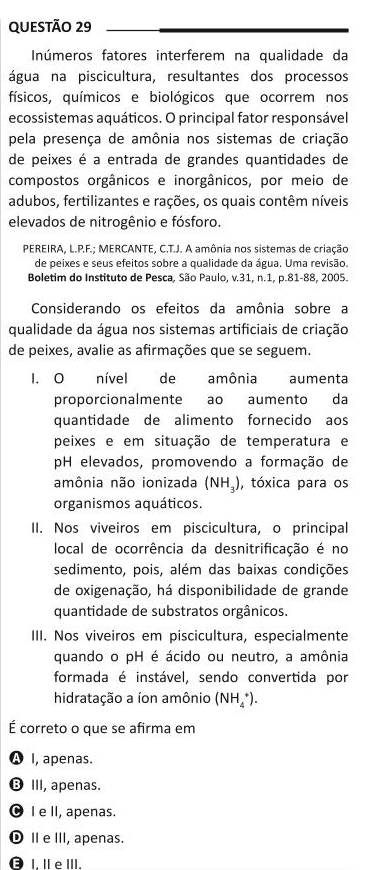 QUESTÃO 29
Inúmeros fatores interferem na qualidade da
água na piscicultura, resultantes dos processos
físicos, químicos e biológicos que ocorrem nos
ecossistemas aquáticos. O principal fator responsável
pela presença de amônia nos sistemas de criação
de peixes é a entrada de grandes quantidades de
compostos orgânicos e inorgânicos, por meio de
adubos, fertilizantes e rações, os quais contêm níveis
elevados de nitrogênio e fósforo.
PEREIRA, L.P.F.; MERCANTE, C.T.J. A amônia nos sistemas de criação
de peixes e seus efeitos sobre a qualidade da água. Uma revisão.
Boletim do Instituto de Pesca, São Paulo, v.31, n.1, p.81-88, 2005.
Considerando os efeitos da amônia sobre a
qualidade da água nos sistemas artificiais de criação
de peixes, avalie as afirmações que se seguem.
I. O nível de amônia aumenta
proporcionalmente ao aumento da
quantidade de alimento fornecido aos
peixes e em situação de temperatura e
pH elevados, promovendo a formação de
amônia não ionizada (NH₃), tóxica para os
organismos aquáticos.
II. Nos viveiros em piscicultura, o principal
local de ocorrência da desnitrificação é no
sedimento, pois, além das baixas condições
de oxigenação, há disponibilidade de grande
quantidade de substratos orgânicos.
III. Nos viveiros em piscicultura, especialmente
quando o pH é ácido ou neutro, a amônia
formada é instável, sendo convertida por
hidratação a íon amônio (NH₄⁺).
É correto o que se afirma em
A I, apenas.
B III, apenas.
C I e II, apenas.
D II e III, apenas.
E I, II e III.